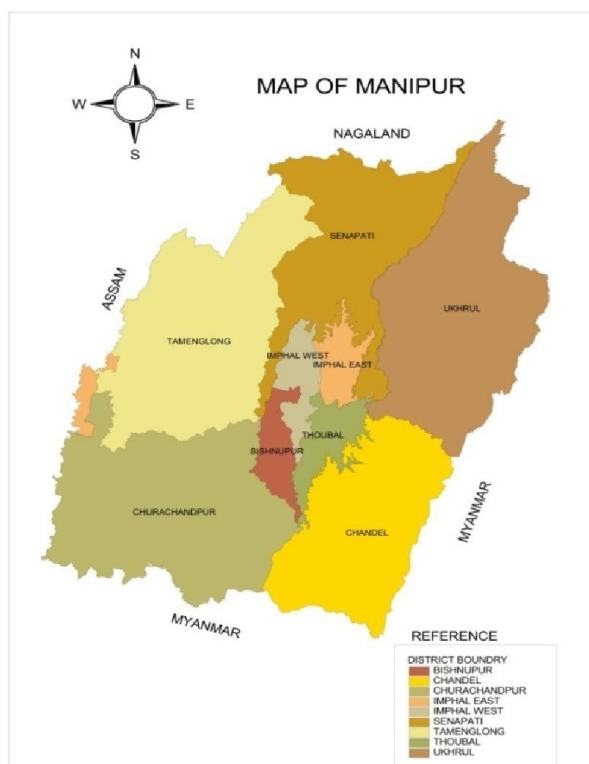 N
W E
S
MAP OF MANIPUR
NAGALAND
SENAPATI
ASSAM
UKHRUL
TAMENGLONG
IMPHAL WEST
IMPHAL EAST
THOUBAL
BISHNUPUR
CHURACHANDPUR
CHANDEL
MYANMAR
MYANMAR
REFERENCE
DISTRICT BOUNDRY
BISHNUPUR
CHANDEL
CHURACHANDPUR
IMPHAL EAST
IMPHAL WEST
SENAPATI
TAMENGLONG
THOUBAL
UKHRUL